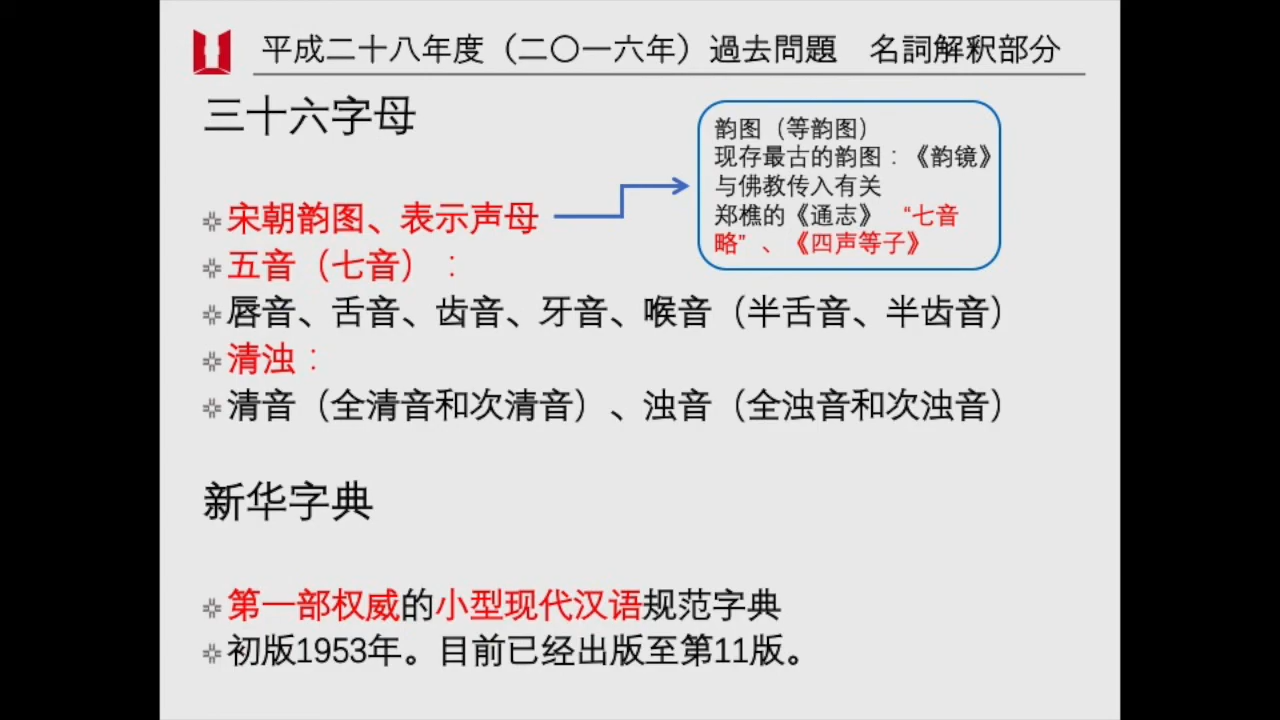 平成二十八年度（二〇一六年）過去問題　名詞解釈部分
三十六字母
宋朝韵图、表示声母
五音（七音）：
唇音、舌音、齿音、牙音、喉音（半舌音、半齿音）
清浊：
清音（全清音和次清音）、浊音（全浊音和次浊音）
韵图（等韵图）
现存最古的韵图：《韵镜》
与佛教传入有关
郑樵的《通志》 “七音
略”、《四声等子》
新华字典
第一部权威的小型现代汉语规范字典
初版1953年。目前已经出版至第11版。